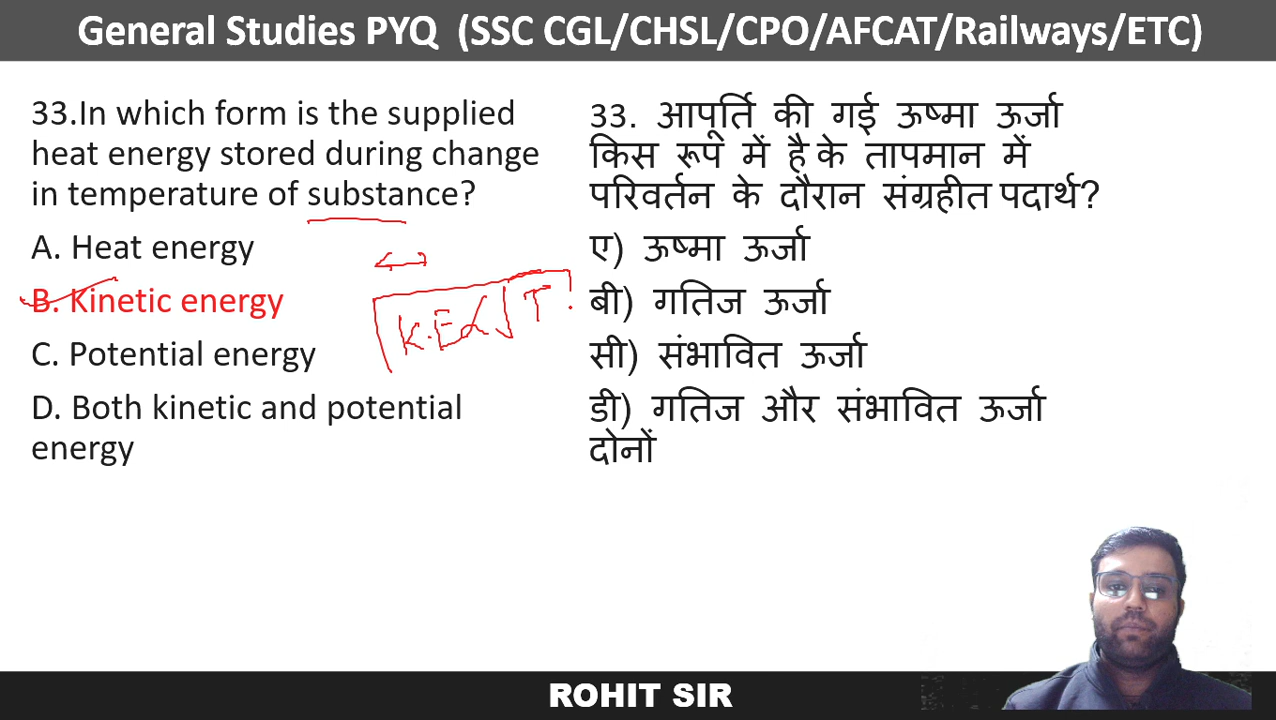 General Studies PYQ (SSC CGL/CHSL/CPO/AFCAT/Railways/ETC)
33.In which form is the supplied
heat energy stored during change
in temperature of substance?
A. Heat energy
B. Kinetic energy
C. Potential energy
D. Both kinetic and potential
energy
K.E ∝ √T
33. आपूर्ति की गई ऊष्मा ऊर्जा
किस रूप में है के तापमान में
परिवर्तन के दौरान संग्रहीत पदार्थ?
ए) ऊष्मा ऊर्जा
बी) गतिज ऊर्जा
सी) संभावित ऊर्जा
डी) गतिज और संभावित ऊर्जा
दोनों
ROHIT SIR